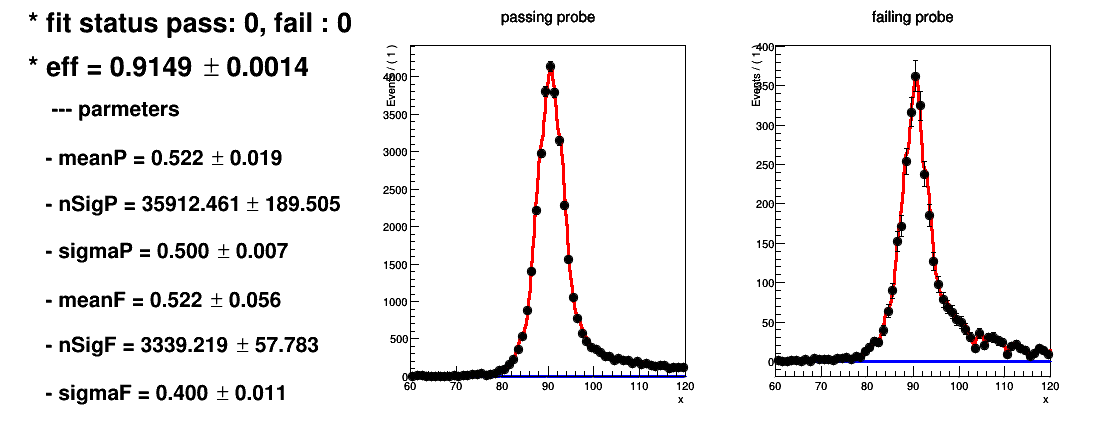 * fit status pass: 0, fail : 0
* eff = 0.9149 ± 0.0014
--- parmeters
- meanP = 0.522 ± 0.019
- nSigP = 35912.461 ± 189.505
- sigmaP = 0.500 ± 0.007
- meanF = 0.522 ± 0.056
- nSigF = 3339.219 ± 57.783
- sigmaF = 0.400 ± 0.011
passing probe
Events / ( 1 )
4000
3500
3000
2500
2000
1500
1000
500
0
60 70 80 90 100 110 120
x
failing probe
Events / ( 1 )
400
350
300
250
200
150
100
50
0
60 70 80 90 100 110 120
x